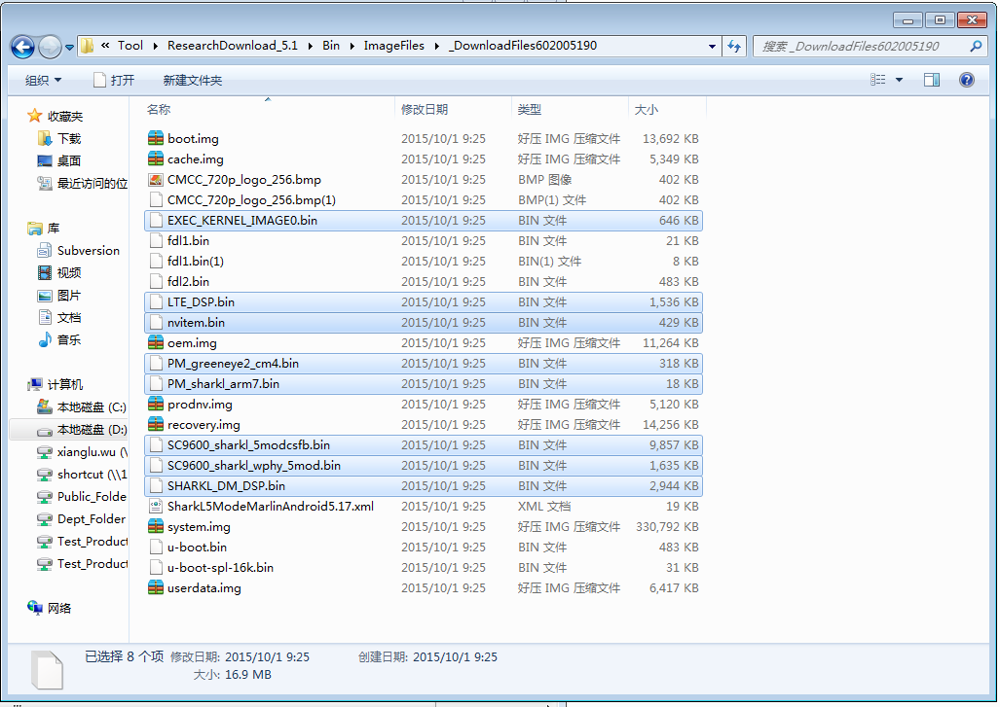 « Tool ▸ ResearchDownload_5.1 ▸ Bin ▸ ImageFiles ▸ _DownloadFiles602005190
搜索 _DownloadFiles602005190
组织 打开 新建文件夹
名称 修改日期 类型 大小
收藏夹
下载
桌面
最近访问的位
库
Subversion
视频
图片
文档
音乐
计算机
本地磁盘 (C:)
本地磁盘 (D:)
xianglu.wu (\
shortcut (\\1
Public_Folde
Dept_Folder
Test_Product
Test_Product
网络
boot.img 2015/10/1 9:25 好压 IMG 压缩文件 13,692 KB
cache.img 2015/10/1 9:25 好压 IMG 压缩文件 5,349 KB
CMCC_720p_logo_256.bmp 2015/10/1 9:25 BMP 图像 402 KB
CMCC_720p_logo_256.bmp(1) 2015/10/1 9:25 BMP(1) 文件 402 KB
EXEC_KERNEL_IMAGE0.bin 2015/10/1 9:25 BIN 文件 646 KB
fdl1.bin 2015/10/1 9:25 BIN 文件 21 KB
fdl1.bin(1) 2015/10/1 9:25 BIN(1) 文件 8 KB
fdl2.bin 2015/10/1 9:25 BIN 文件 483 KB
LTE_DSP.bin 2015/10/1 9:25 BIN 文件 1,536 KB
nvitem.bin 2015/10/1 9:25 BIN 文件 429 KB
oem.img 2015/10/1 9:25 好压 IMG 压缩文件 11,264 KB
PM_greeneye2_cm4.bin 2015/10/1 9:25 BIN 文件 318 KB
PM_sharkl_arm7.bin 2015/10/1 9:25 BIN 文件 18 KB
prodnv.img 2015/10/1 9:25 好压 IMG 压缩文件 5,120 KB
recovery.img 2015/10/1 9:25 好压 IMG 压缩文件 14,256 KB
SC9600_sharkl_5modcsfb.bin 2015/10/1 9:25 BIN 文件 9,857 KB
SC9600_sharkl_wphy_5mod.bin 2015/10/1 9:25 BIN 文件 1,635 KB
SHARKL_DM_DSP.bin 2015/10/1 9:25 BIN 文件 2,944 KB
SharkL5ModeMarlinAndroid5.17.xml 2015/10/1 9:25 XML 文档 19 KB
system.img 2015/10/1 9:25 好压 IMG 压缩文件 330,792 KB
u-boot.bin 2015/10/1 9:25 BIN 文件 483 KB
u-boot-spl-16k.bin 2015/10/1 9:25 BIN 文件 31 KB
userdata.img 2015/10/1 9:25 好压 IMG 压缩文件 6,417 KB
已选择 8 个项 修改日期: 2015/10/1 9:25 创建日期: 2015/10/1 9:25
大小: 16.9 MB